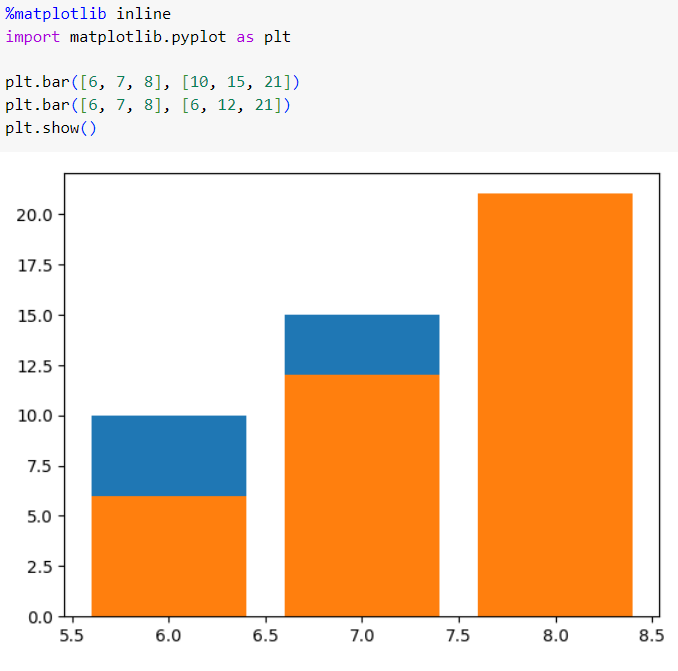 %matplotlib inline
import matplotlib.pyplot as plt
plt.bar([6, 7, 8], [10, 15, 21])
plt.bar([6, 7, 8], [6, 12, 21])
plt.show()
20.0
17.5
15.0
12.5
10.0
7.5
5.0
2.5
0.0
5.5 6.0 6.5 7.0 7.5 8.0 8.5